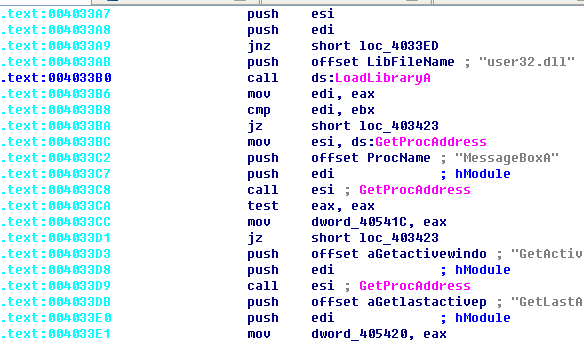 .text:004033A7 push esi
.text:004033A8 push edi
.text:004033A9 jnz short loc_4033ED
.text:004033AB push offset LibFileName ; "user32.dll"
.text:004033B0 call ds:LoadLibraryA
.text:004033B6 mov edi, eax
.text:004033B8 cmp edi, ebx
.text:004033BA jz short loc_403423
.text:004033BC mov esi, ds:GetProcAddress
.text:004033C2 push offset ProcName ; "MessageBoxA"
.text:004033C7 push edi ; hModule
.text:004033C8 call esi ; GetProcAddress
.text:004033CA test eax, eax
.text:004033CC mov dword_40541C, eax
.text:004033D1 jz short loc_403423
.text:004033D3 push offset aGetactivewindo ; "GetActiv
.text:004033D8 push edi ; hModule
.text:004033D9 call esi ; GetProcAddress
.text:004033DB push offset aGetlastactivep ; "GetLastA
.text:004033E0 push edi ; hModule
.text:004033E1 mov dword_405420, eax